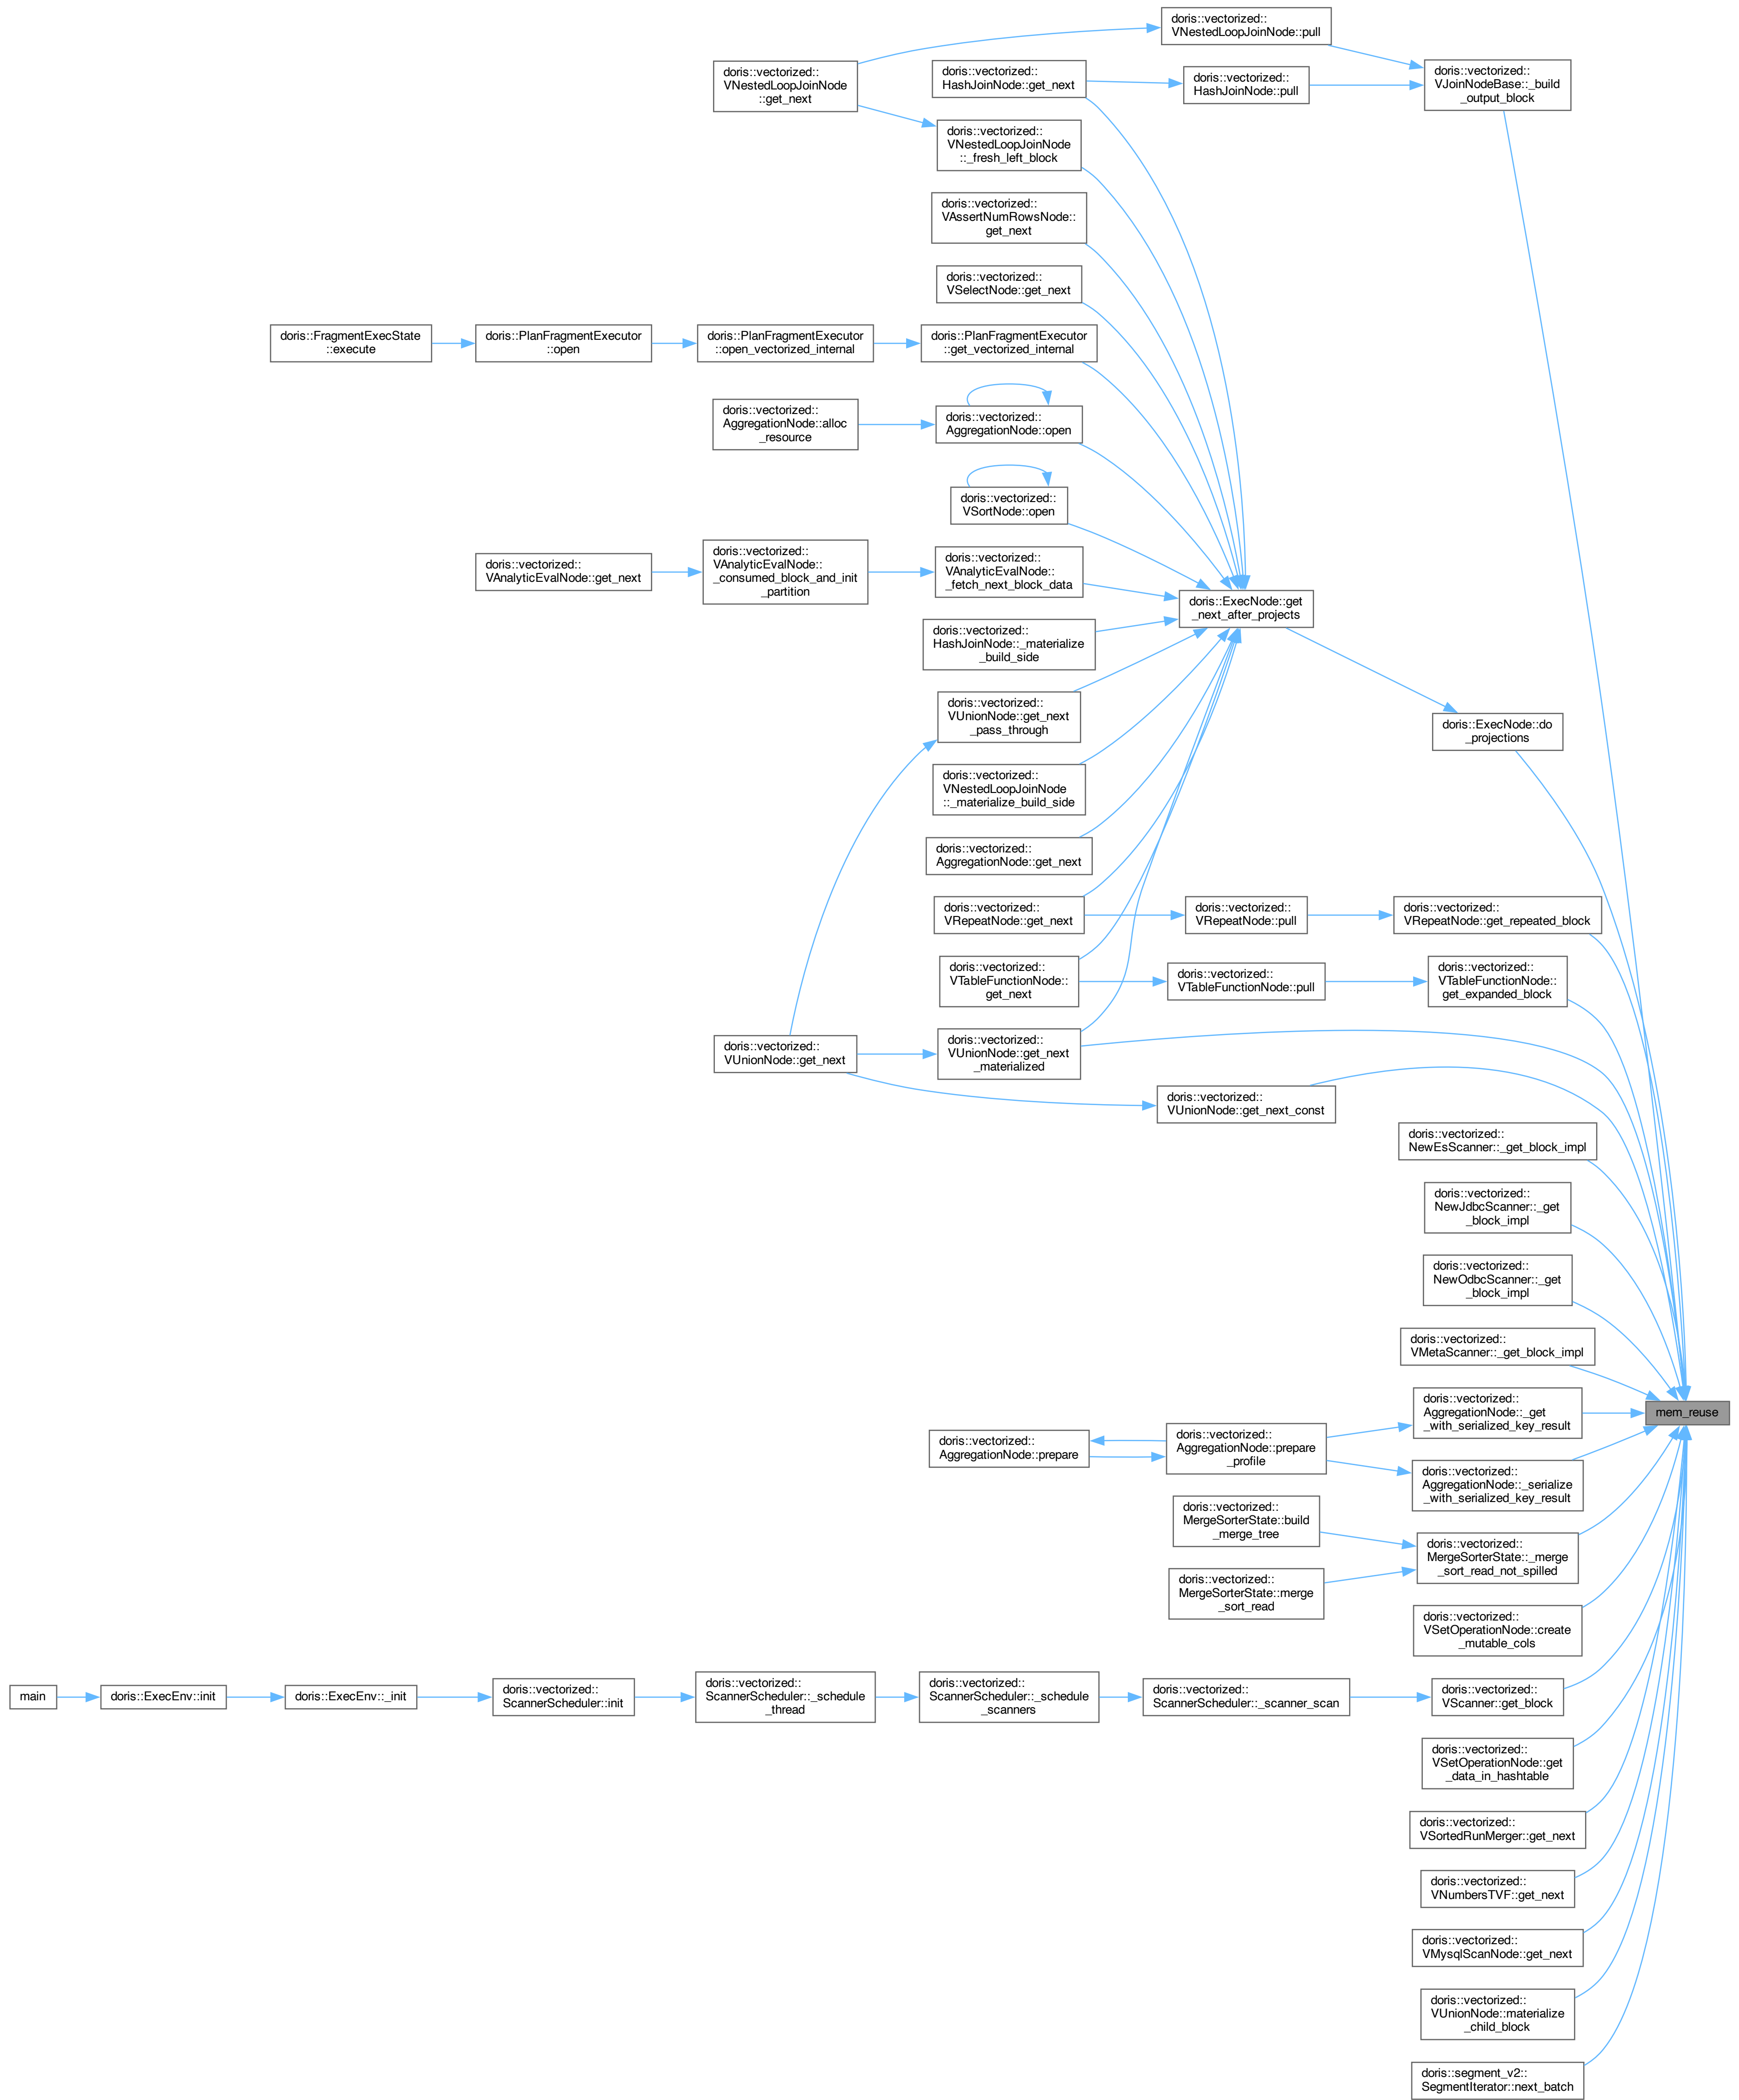 doris::vectorized::
VNestedLoopJoinNode::pull
doris::vectorized::
VNestedLoopJoinNode
::get_next
doris::vectorized::
HashJoinNode::get_next
doris::vectorized::
HashJoinNode::pull
doris::vectorized::
VJoinNodeBase::_build
_output_block
doris::vectorized::
VNestedLoopJoinNode
::_fresh_left_block
doris::vectorized::
VAssertNumRowsNode::
get_next
doris::vectorized::
VSelectNode::get_next
doris::FragmentExecState
::execute
doris::PlanFragmentExecutor
::open
doris::PlanFragmentExecutor
::open_vectorized_internal
doris::PlanFragmentExecutor
::get_vectorized_internal
doris::vectorized::
AggregationNode::alloc
_resource
doris::vectorized::
AggregationNode::open
doris::vectorized::
VSortNode::open
doris::vectorized::
VAnalyticEvalNode::get_next
doris::vectorized::
VAnalyticEvalNode::
_consumed_block_and_init
_partition
doris::vectorized::
VAnalyticEvalNode::
_fetch_next_block_data
doris::ExecNode::get
_next_after_projects
doris::vectorized::
HashJoinNode::_materialize
_build_side
doris::vectorized::
VUnionNode::get_next
_pass_through
doris::ExecNode::do
_projections
doris::vectorized::
VNestedLoopJoinNode
::_materialize_build_side
doris::vectorized::
AggregationNode::get_next
doris::vectorized::
VRepeatNode::get_next
doris::vectorized::
VRepeatNode::pull
doris::vectorized::
VRepeatNode::get_repeated_block
doris::vectorized::
VTableFunctionNode::
get_next
doris::vectorized::
VTableFunctionNode::pull
doris::vectorized::
VTableFunctionNode::
get_expanded_block
doris::vectorized::
VUnionNode::get_next
doris::vectorized::
VUnionNode::get_next
_materialized
doris::vectorized::
VUnionNode::get_next_const
doris::vectorized::
NewEsScanner::_get_block_impl
doris::vectorized::
NewJdbcScanner::_get
_block_impl
doris::vectorized::
NewOdbcScanner::_get
_block_impl
doris::vectorized::
VMetaScanner::_get_block_impl
mem_reuse
doris::vectorized::
AggregationNode::_get
_with_serialized_key_result
doris::vectorized::
AggregationNode::prepare
doris::vectorized::
AggregationNode::prepare
_profile
doris::vectorized::
AggregationNode::_serialize
_with_serialized_key_result
doris::vectorized::
MergeSorterState::build
_merge_tree
doris::vectorized::
MergeSorterState::_merge
_sort_read_not_spilled
doris::vectorized::
MergeSorterState::merge
_sort_read
doris::vectorized::
VSetOperationNode::create
_mutable_cols
main
doris::ExecEnv::init
doris::ExecEnv::_init
doris::vectorized::
ScannerScheduler::init
doris::vectorized::
ScannerScheduler::_schedule
_thread
doris::vectorized::
ScannerScheduler::_schedule
_scanners
doris::vectorized::
ScannerScheduler::_scanner_scan
doris::vectorized::
VScanner::get_block
doris::vectorized::
VSetOperationNode::get
_data_in_hashtable
doris::vectorized::
VSortedRunMerger::get_next
doris::vectorized::
VNumbersTVF::get_next
doris::vectorized::
VMysqlScanNode::get_next
doris::vectorized::
VUnionNode::materialize
_child_block
doris::segment_v2::
SegmentIterator::next_batch